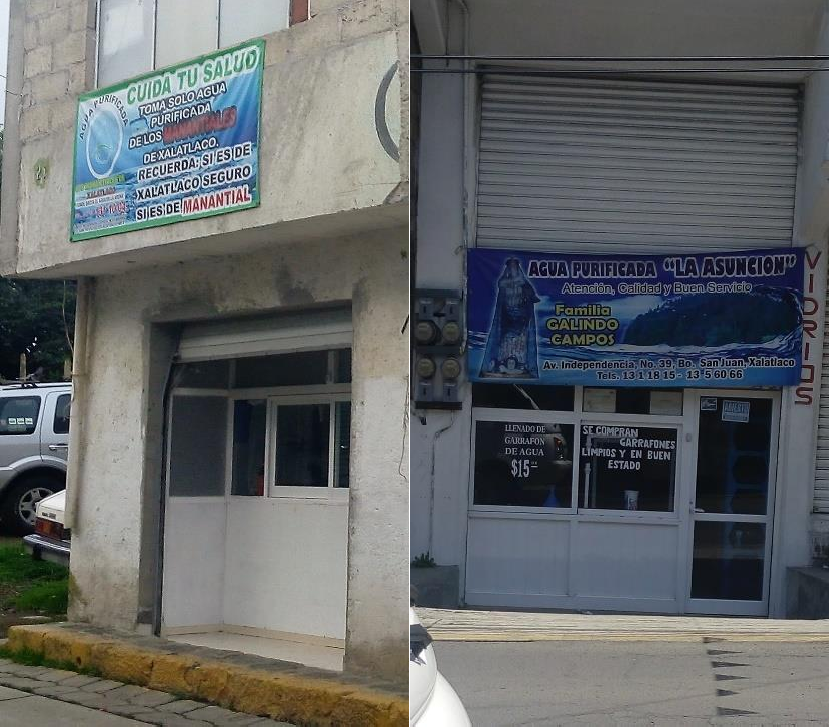 CUIDA TU SALUD
AGUA PURIFICADA
TOMA SOLO AGUA
PURIFICADA
DE LOS MANANTIALES
DE XALATLACO.
RECUERDA; SI ES DE
XALATLACO SEGURO
SI ES DE MANANTIAL
XALATLACO
AGUA PURIFICADA "LA ASUNCION"
Atención, Calidad y Buen Servicio
Familia
GALINDO
CAMPOS
Av. Independencia, No. 39, Bo. San Juan, Xalatlaco
Tels. 13 1 18 15 - 13 5 60 66
VIDRIOS
LLENADO DE
GARRAFON
DE AGUA
$15
SE COMPRAN
GARRAFONES
LIMPIOS Y EN BUEN
ESTADO